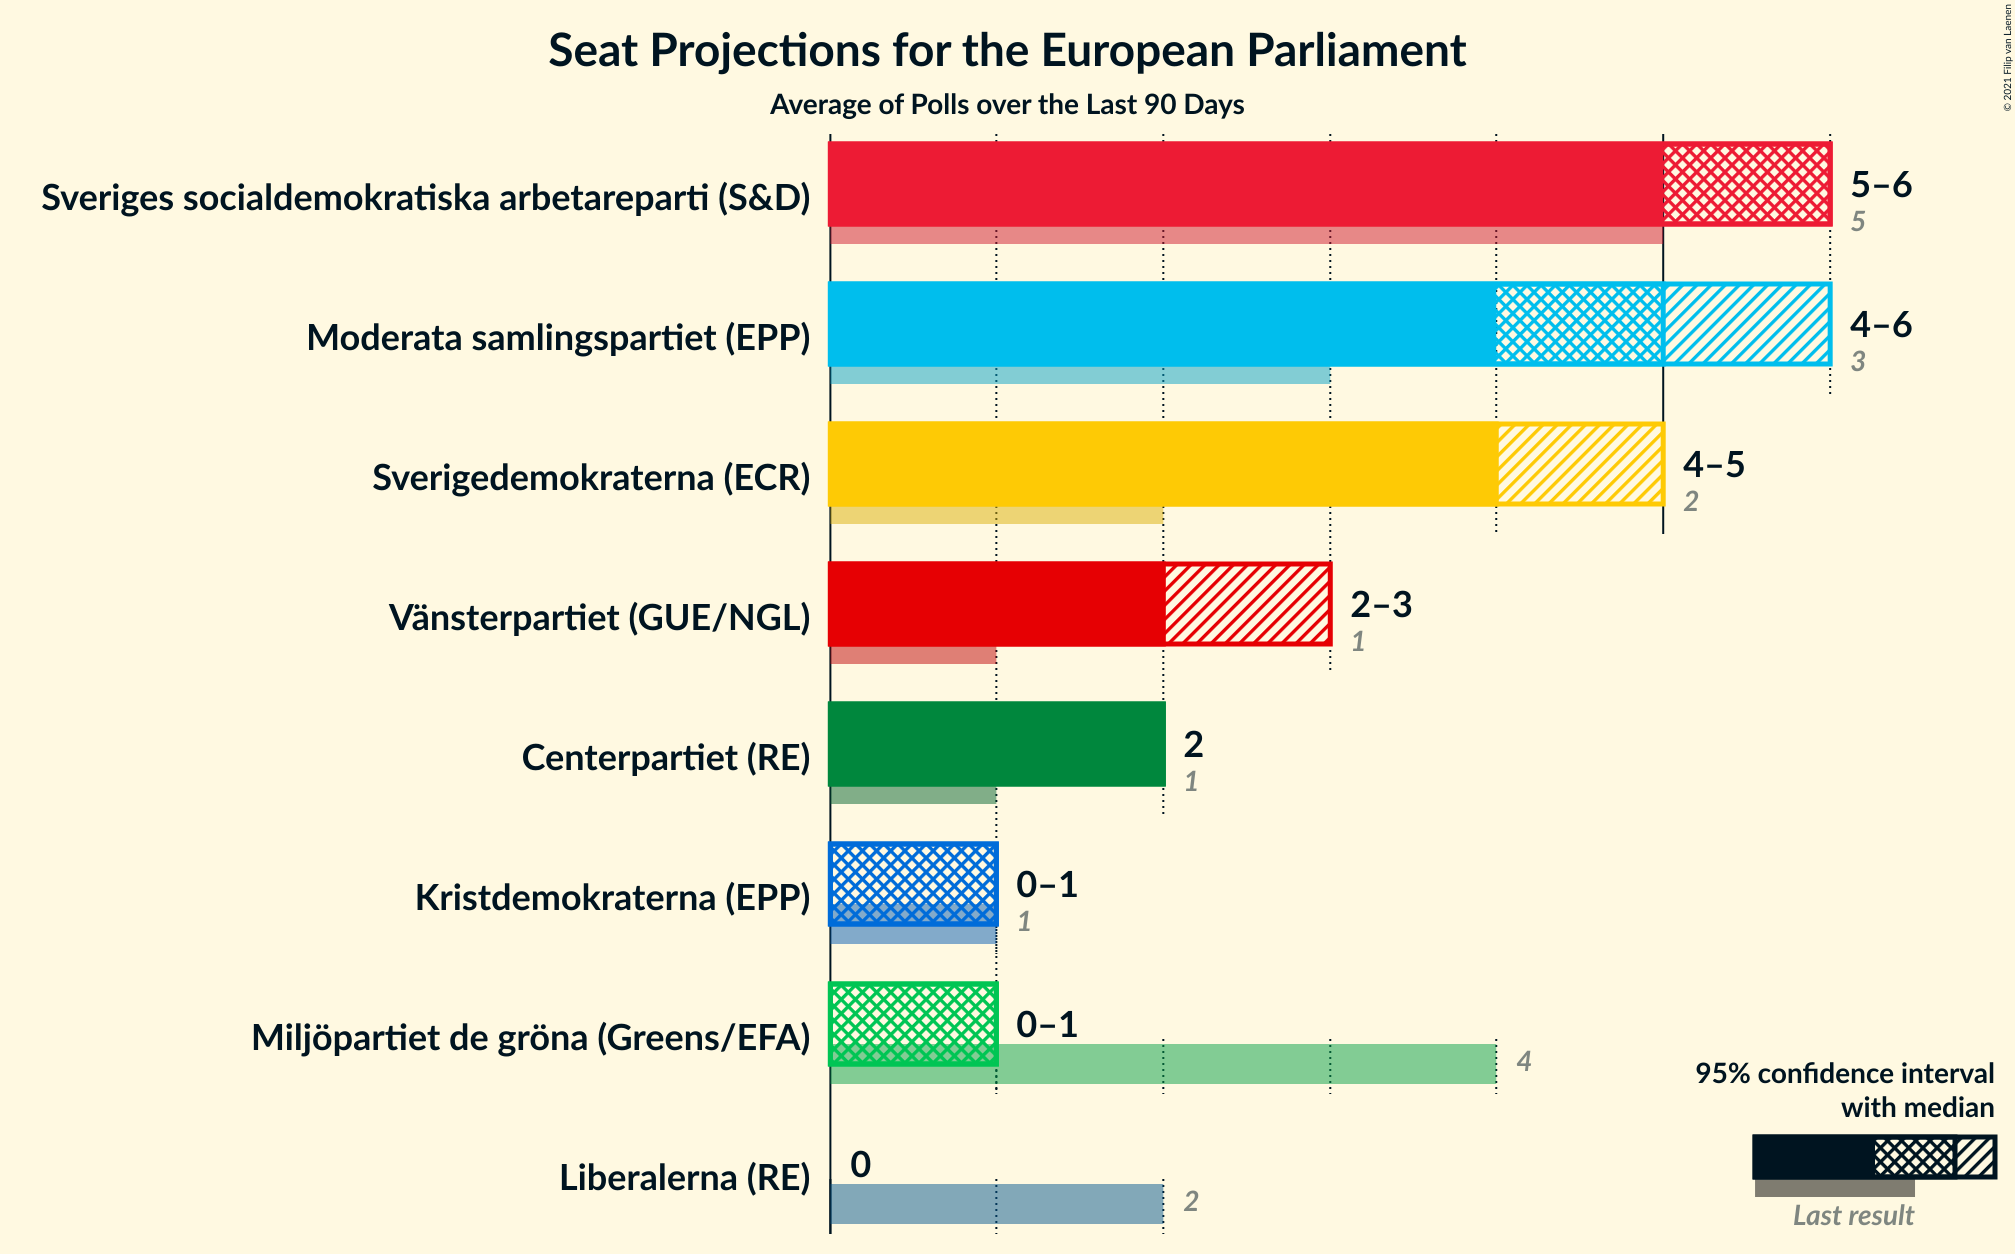 Seat Projections for the European Parliament
Average of Polls over the Last 90 Days
© 2021 Filip van Laenen
Sveriges socialdemokratiska arbetareparti (S&D)
5–6
5
Moderata samlingspartiet (EPP)
4–6
3
Sverigedemokraterna (ECR)
4–5
2
Vänsterpartiet (GUE/NGL)
2–3
1
Centerpartiet (RE)
2
1
Kristdemokraterna (EPP)
0–1
1
Miljöpartiet de gröna (Greens/EFA)
0–1
4
Liberalerna (RE)
0
2
95% confidence interval
with median
Last result